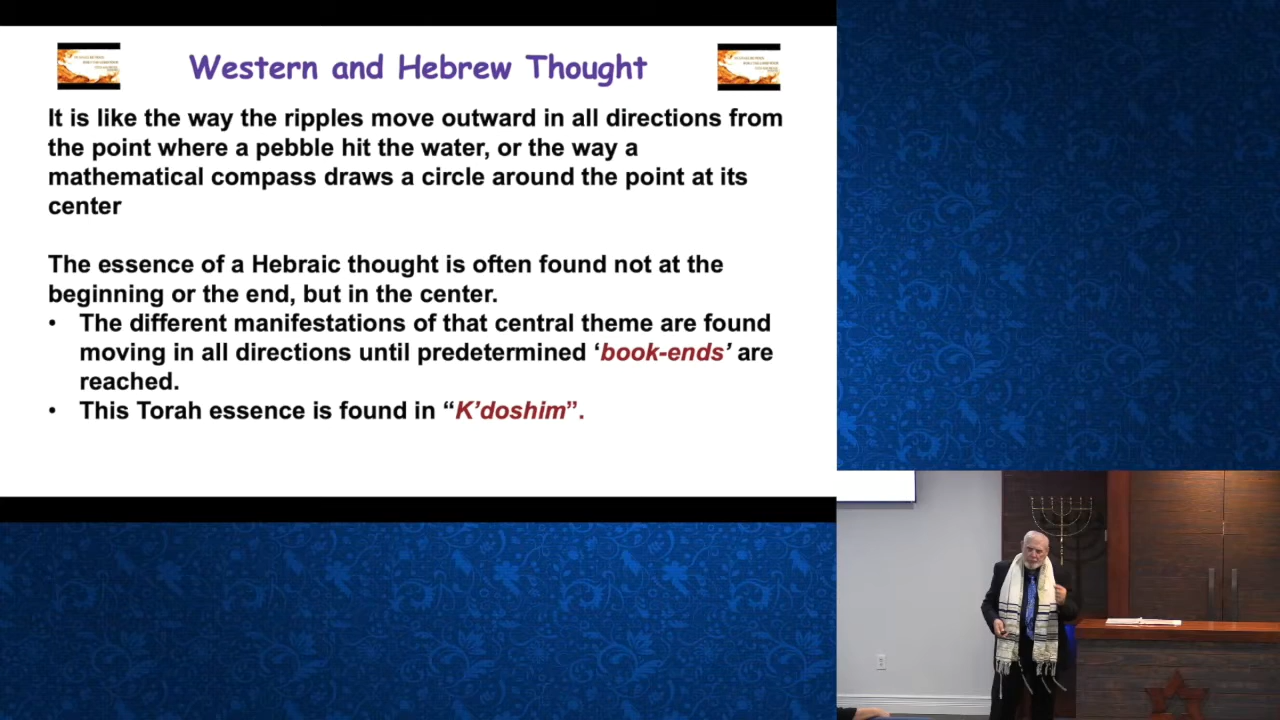 Western and Hebrew Thought
It is like the way the ripples move outward in all directions from
the point where a pebble hit the water, or the way a
mathematical compass draws a circle around the point at its
center
The essence of a Hebraic thought is often found not at the
beginning or the end, but in the center.
• The different manifestations of that central theme are found
moving in all directions until predetermined ‘book-ends’ are
reached.
• This Torah essence is found in “K’doshim”.